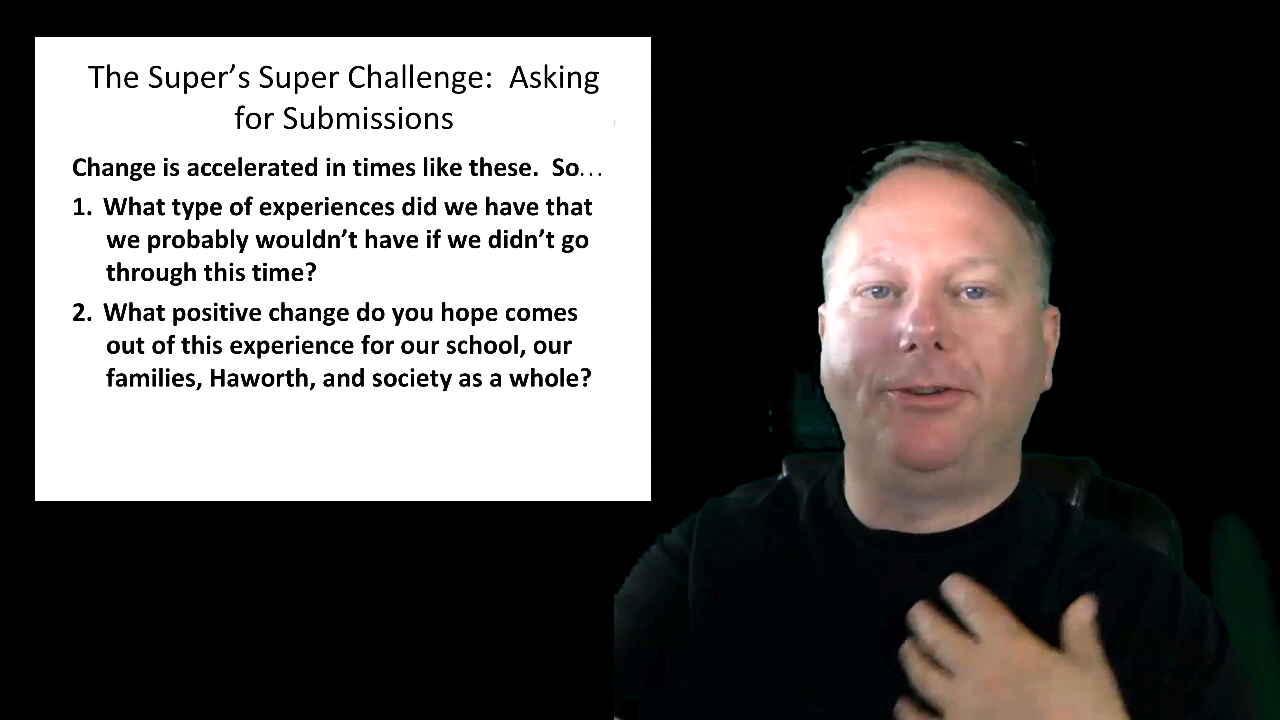 The Super’s Super Challenge:  Asking
for Submissions
Change is accelerated in times like these.  So…
1. What type of experiences did we have that
we probably wouldn’t have if we didn’t go
through this time?
2. What positive change do you hope comes
out of this experience for our school, our
families, Haworth, and society as a whole?